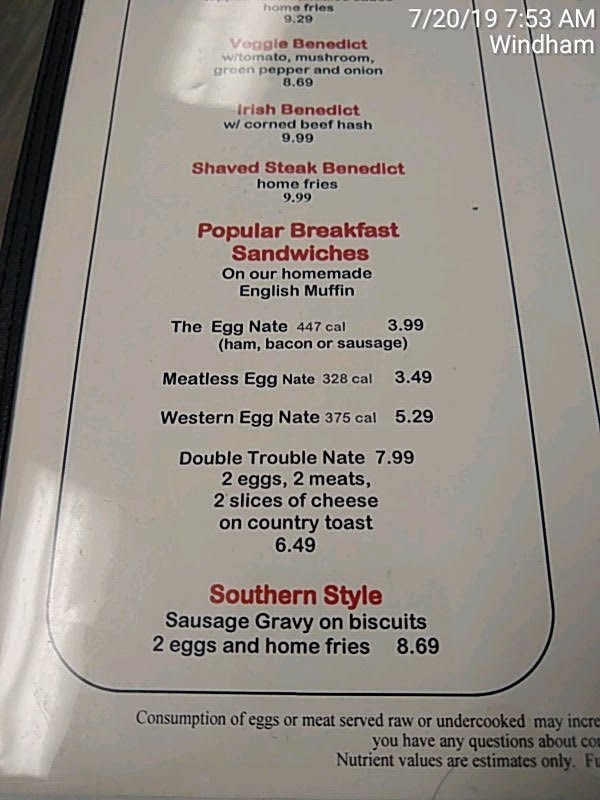 7/20/19 7:53 AM
Windham
home fries
9.29
Veggie Benedict
w/tomato, mushroom,
green pepper and onion
8.69
Irish Benedict
w/ corned beef hash
9.99
Shaved Steak Benedict
home fries
9.99
Popular Breakfast
Sandwiches
On our homemade
English Muffin
The Egg Nate 447 cal 3.99
(ham, bacon or sausage)
Meatless Egg Nate 328 cal 3.49
Western Egg Nate 375 cal 5.29
Double Trouble Nate 7.99
2 eggs, 2 meats,
2 slices of cheese
on country toast
6.49
Southern Style
Sausage Gravy on biscuits
2 eggs and home fries 8.69
Consumption of eggs or meat served raw or undercooked may incre
you have any questions about co
Nutrient values are estimates only. Fu